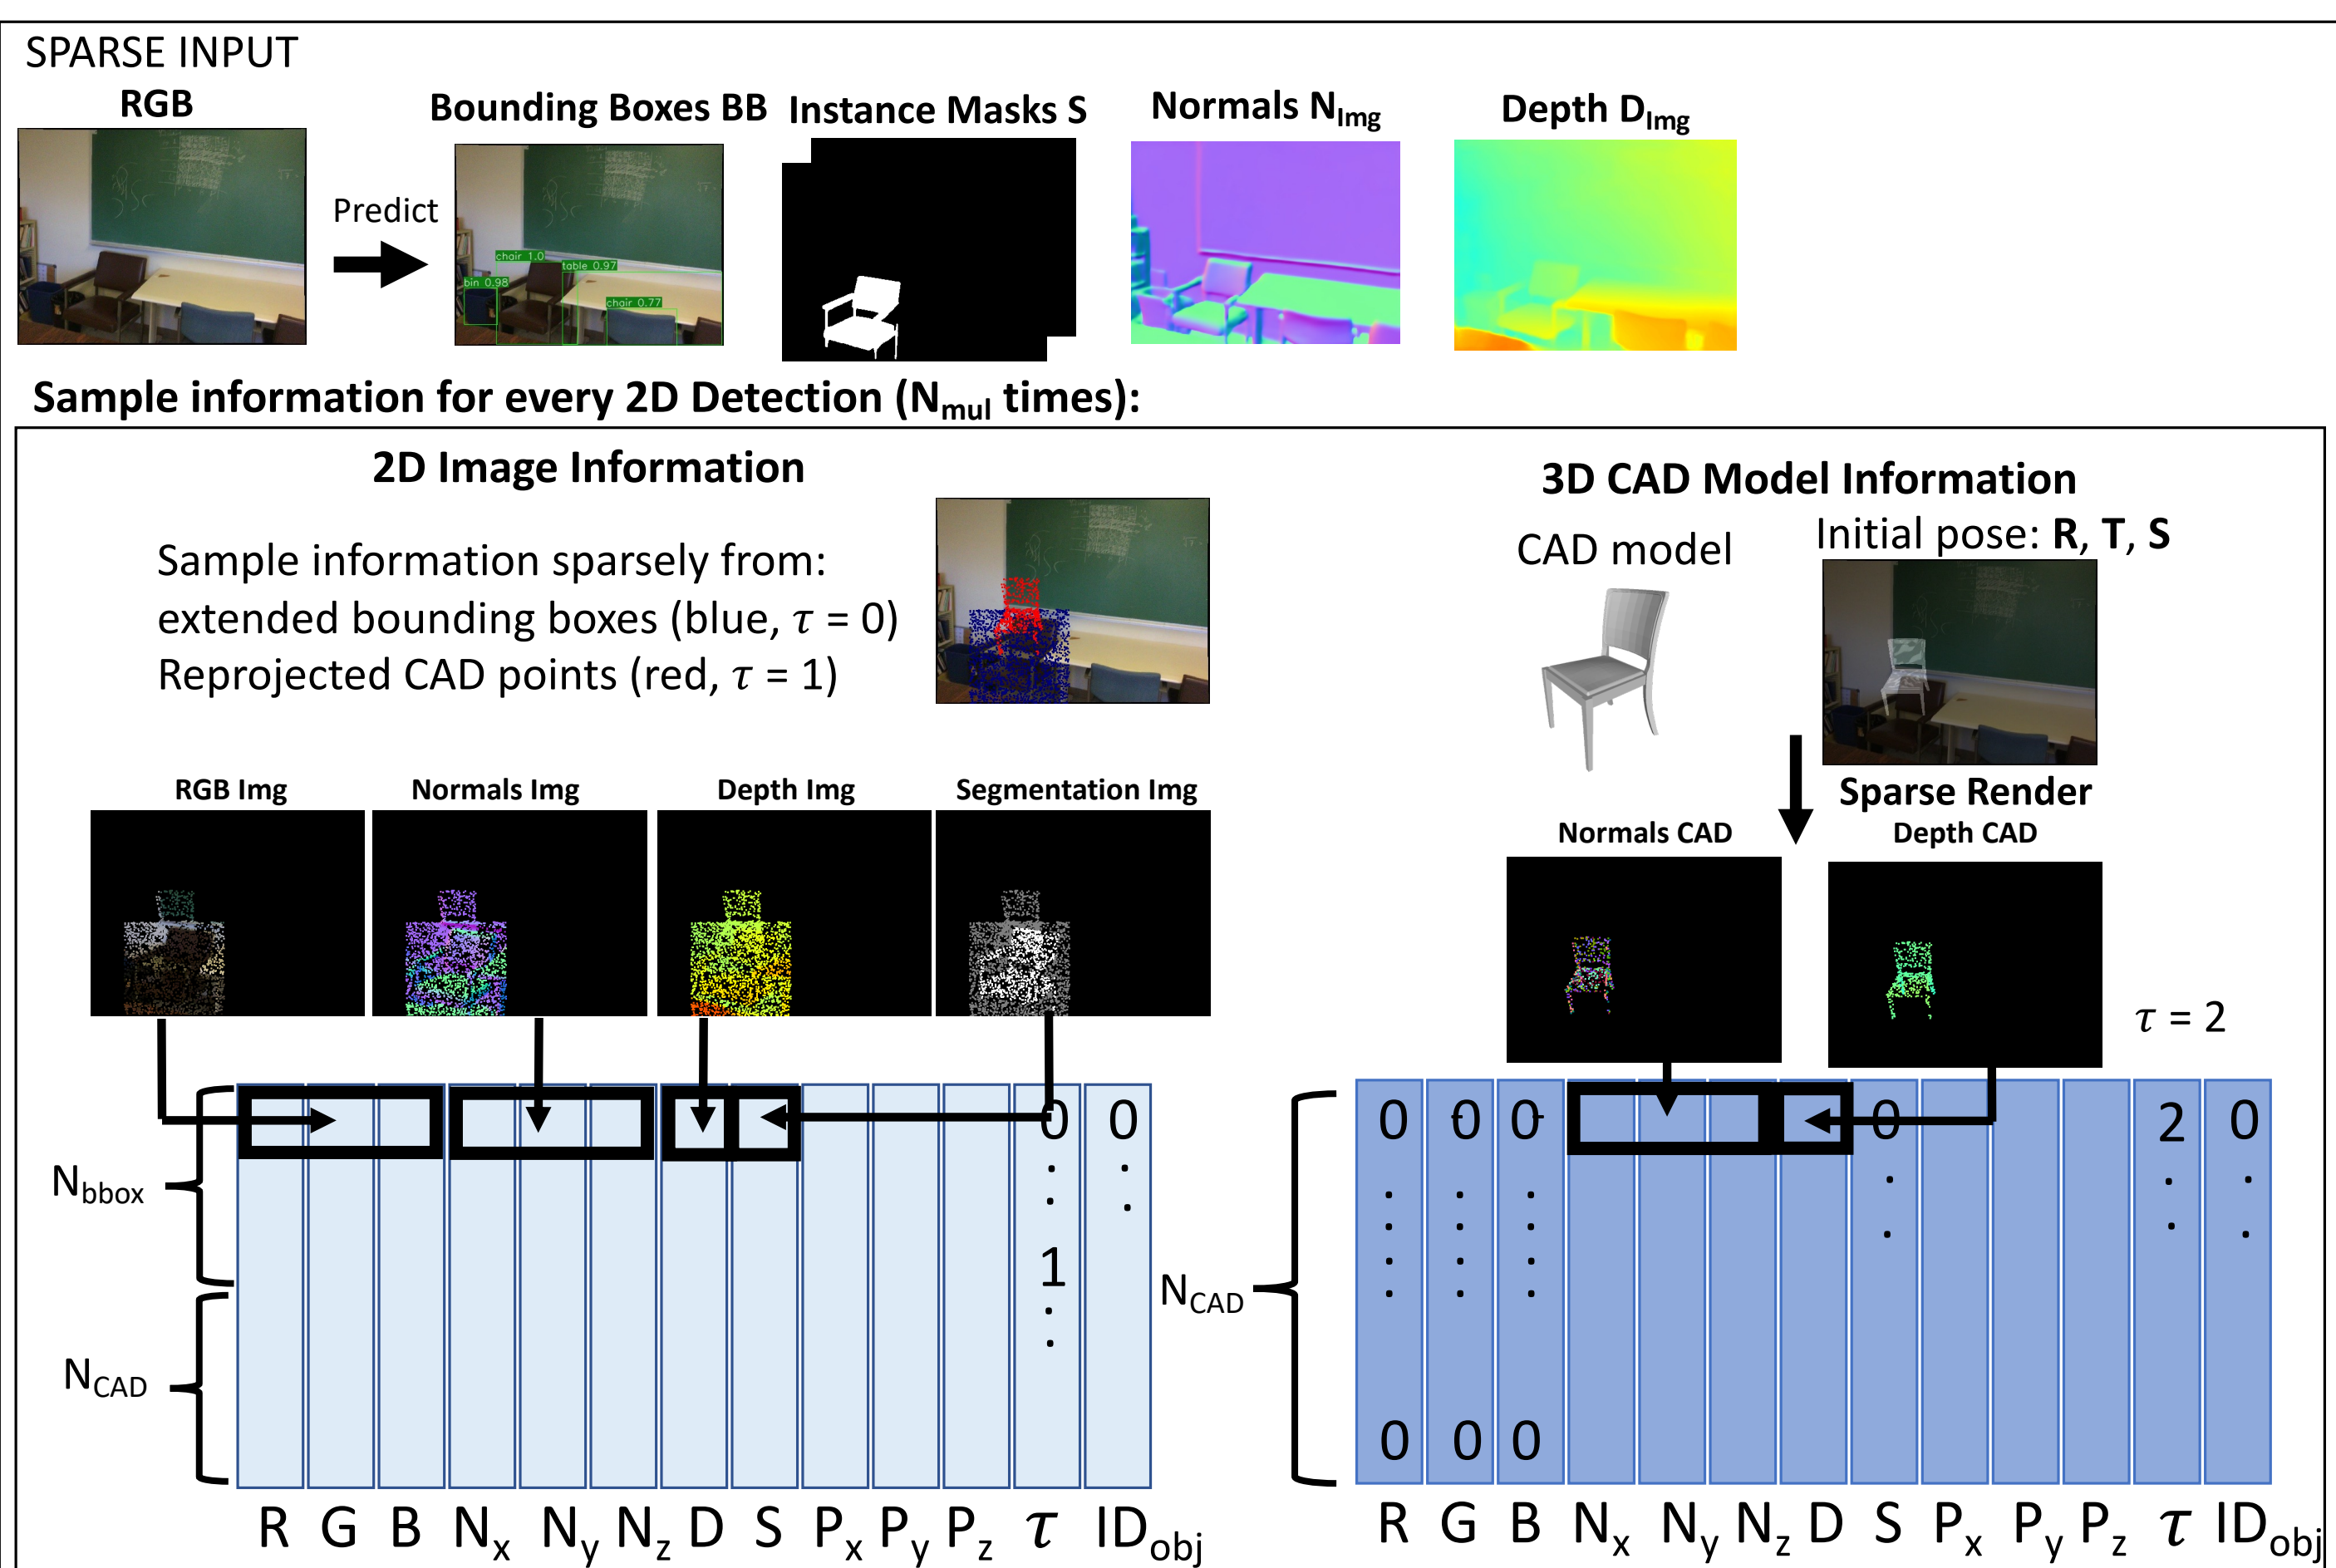 SPARSE INPUT
RGB
Bounding Boxes BB
Instance Masks S
Normals N_Img
Depth D_Img
Predict
chair 1.0
table 0.97
bin 0.98
chair 0.77
Sample information for every 2D Detection (N_mul times):
2D Image Information
Sample information sparsely from:
extended bounding boxes (blue, τ = 0)
Reprojected CAD points (red, τ = 1)
3D CAD Model Information
CAD model
Initial pose: R, T, S
Sparse Render
RGB Img
Normals Img
Depth Img
Segmentation Img
Normals CAD
Depth CAD
τ = 2
N_bbox
N_CAD
0 0
. .
. .
1
.
.
R G B N_x N_y N_z D S P_x P_y P_z τ ID_obj
N_CAD
0 0 0 0 2 0
. . . . . .
. . . . . .
. . .
. . .
0 0 0
R G B N_x N_y N_z D S P_x P_y P_z τ ID_obj